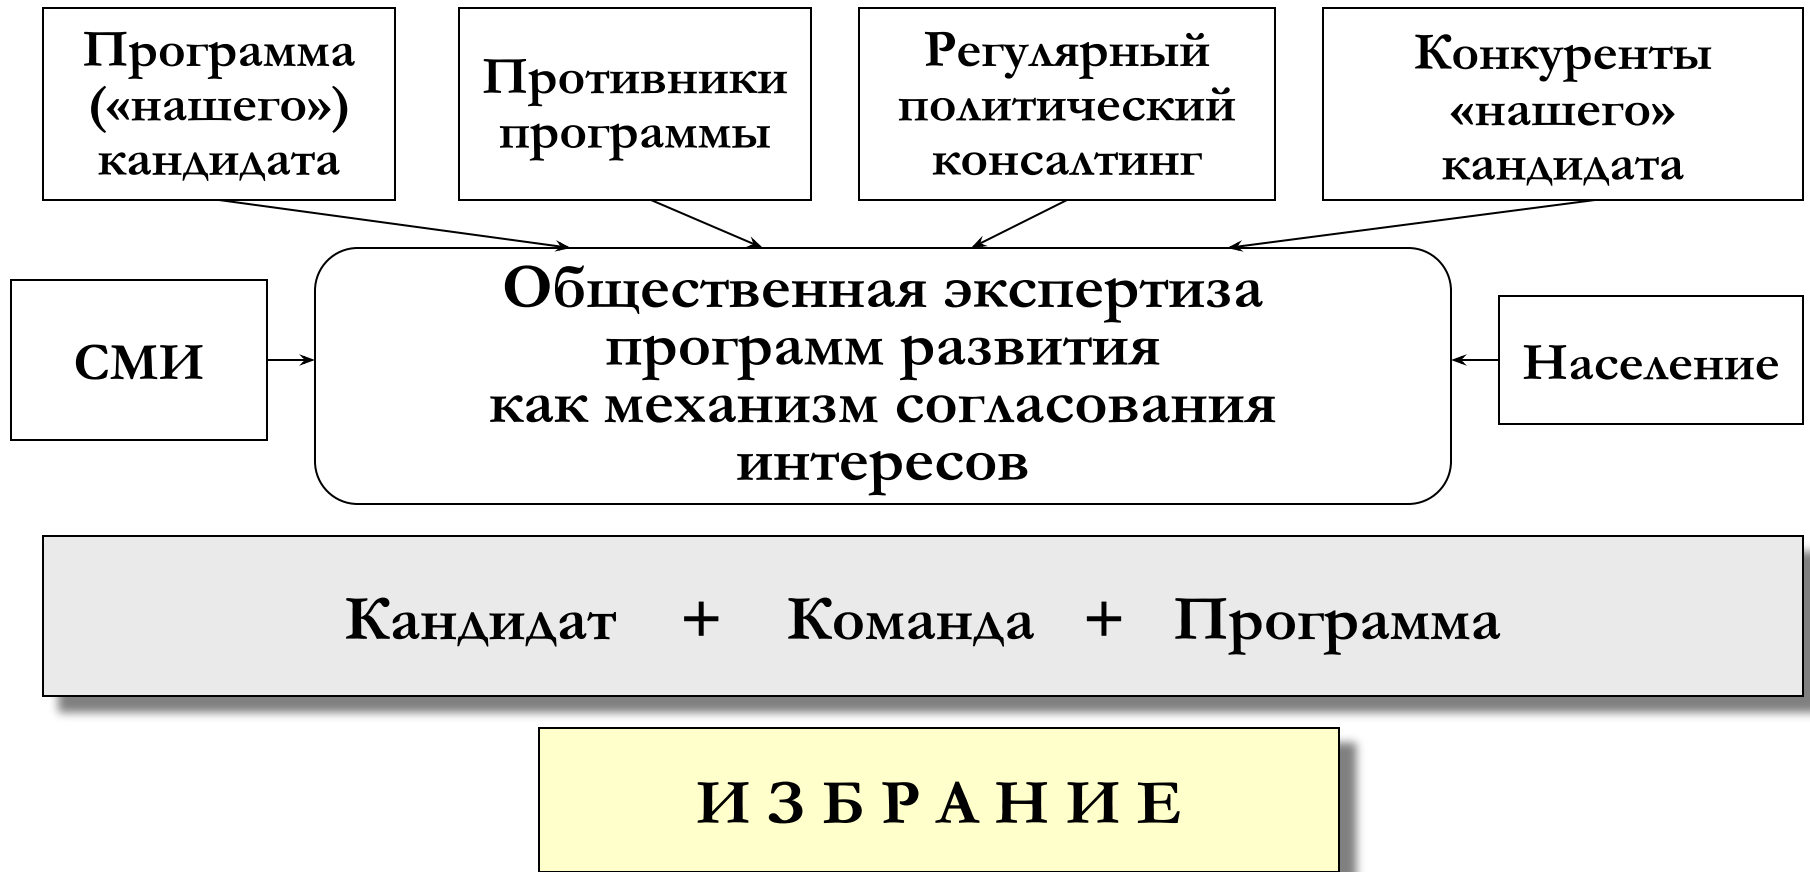 Программа
(«нашего»)
кандидата
Противники
программы
Регулярный
политический
консалтинг
Конкуренты
«нашего»
кандидата
СМИ
Общественная экспертиза
программ развития
как механизм согласования
интересов
Население
Кандидат + Команда + Программа
И З Б Р А Н И Е